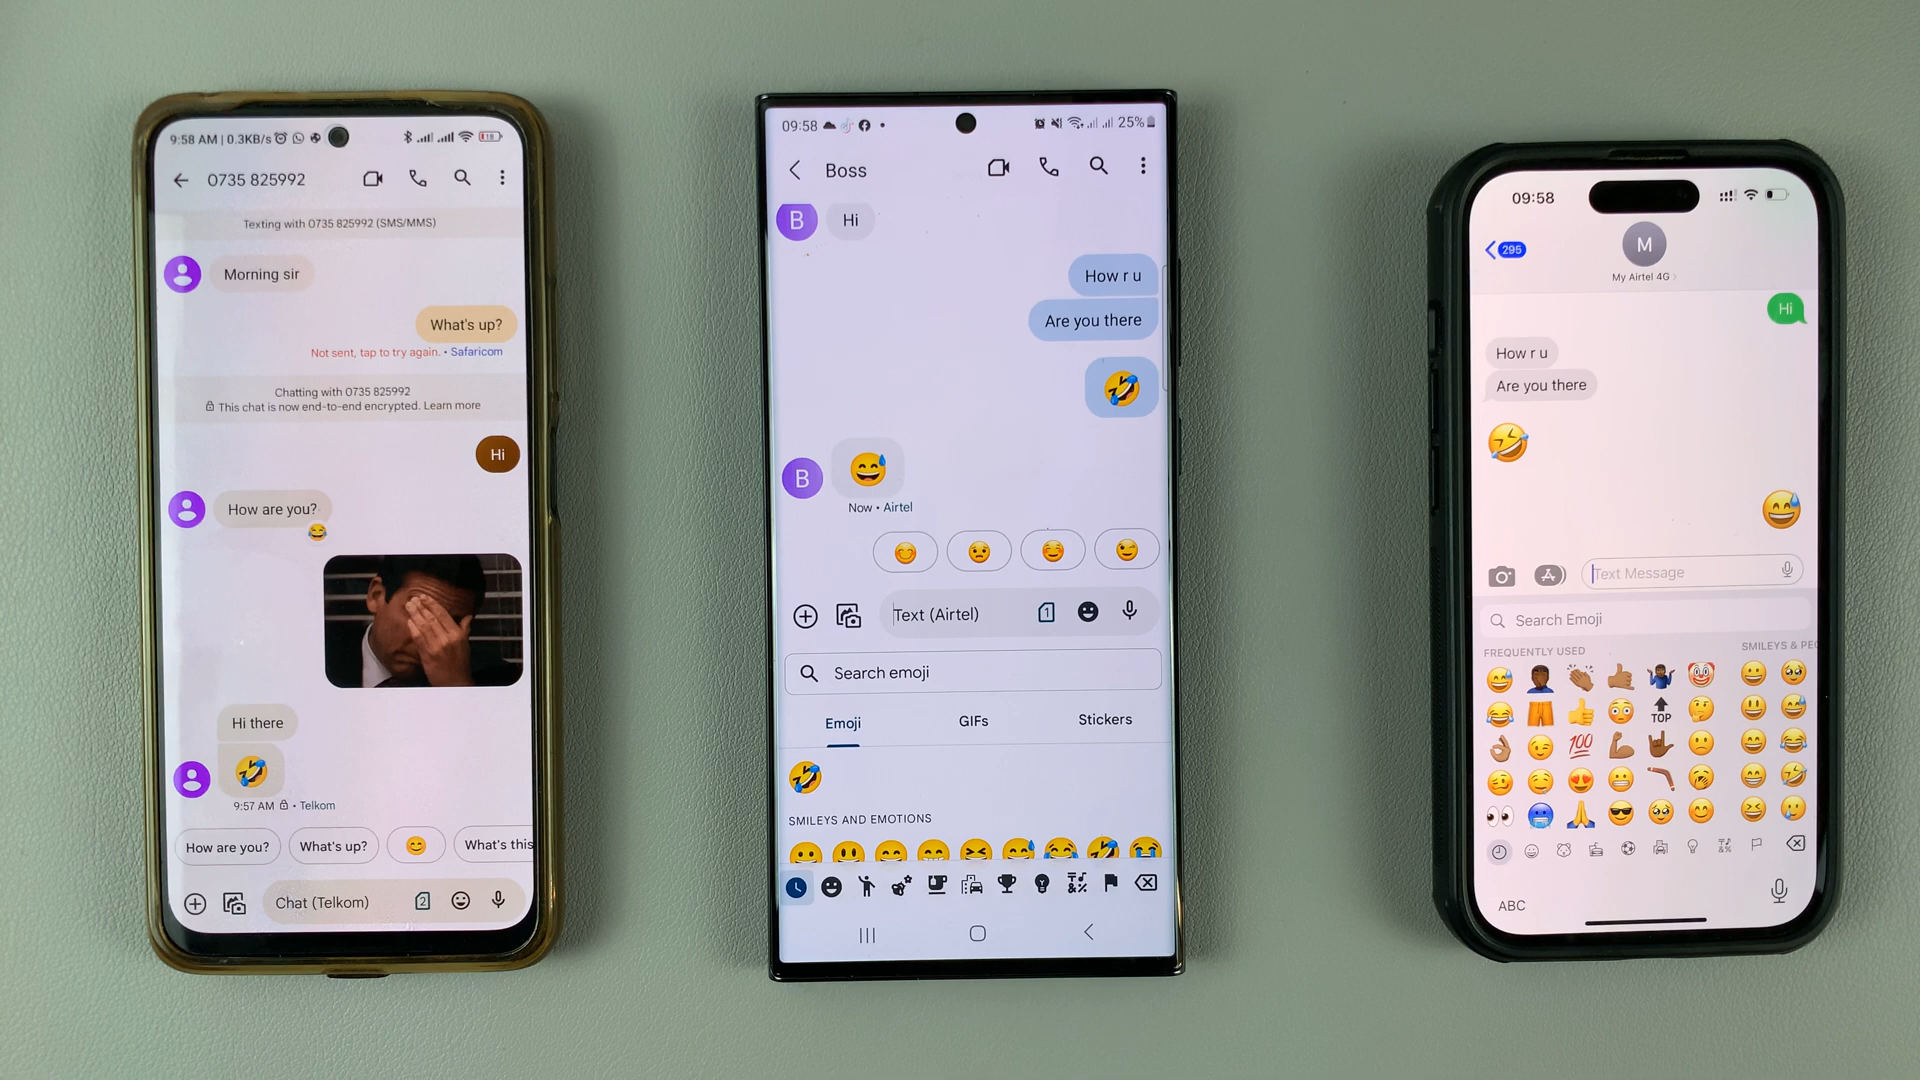 9:58 AM | 0.3KB/s
18
0735 825992
Texting with 0735 825992 (SMS/MMS)
Morning sir
What's up?
Not sent, tap to try again. • Safaricom
Chatting with 0735 825992
This chat is now end-to-end encrypted. Learn more
Hi
How are you?
Hi there
9:57 AM • Telkom
How are you?
What's up?
What's this
Chat (Telkom)
2
09:58
25%
Boss
B
Hi
How r u
Are you there
B
Now • Airtel
Text (Airtel)
1
Search emoji
Emoji
GIFs
Stickers
SMILEYS AND EMOTIONS
09:58
295
M
My Airtel 4G
Hi
How r u
Are you there
Text Message
Search Emoji
FREQUENTLY USED
SMILEYS & PEO
TOP
100
ABC